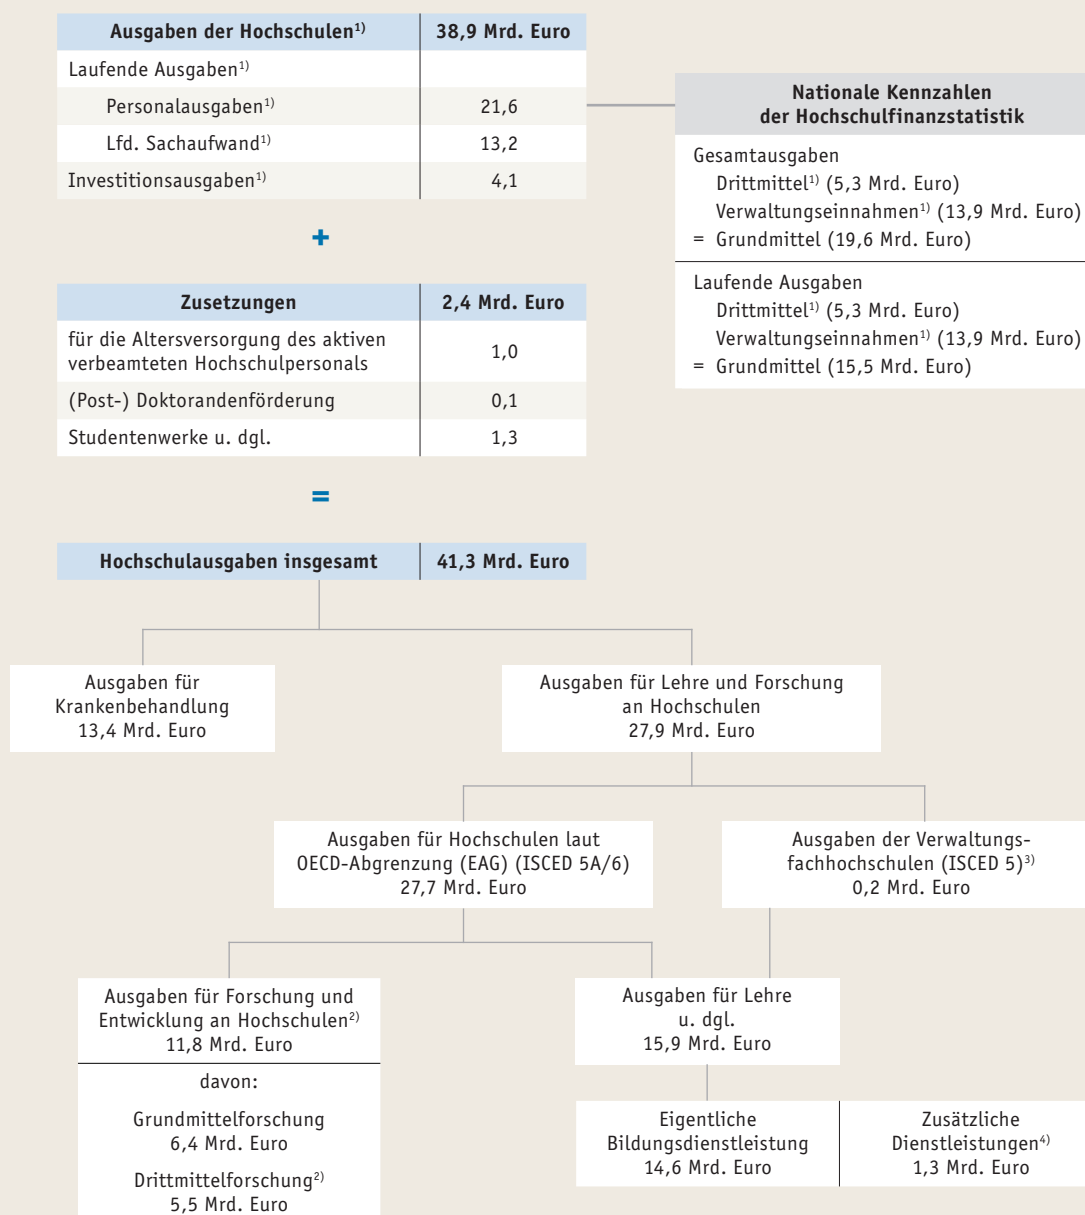 Ausgaben der Hochschulen1) 38,9 Mrd. Euro
Laufende Ausgaben1)
Personalausgaben1) 21,6
Lfd. Sachaufwand1) 13,2
Investitionsausgaben1) 4,1
Nationale Kennzahlen
der Hochschulfinanzstatistik
Gesamtausgaben
Drittmittel1) (5,3 Mrd. Euro)
Verwaltungseinnahmen1) (13,9 Mrd. Euro)
= Grundmittel (19,6 Mrd. Euro)
Laufende Ausgaben
Drittmittel1) (5,3 Mrd. Euro)
Verwaltungseinnahmen1) (13,9 Mrd. Euro)
= Grundmittel (15,5 Mrd. Euro)
+
Zusetzungen 2,4 Mrd. Euro
für die Altersversorgung des aktiven
verbeamteten Hochschulpersonals 1,0
(Post-) Doktorandenförderung 0,1
Studentenwerke u. dgl. 1,3
=
Hochschulausgaben insgesamt 41,3 Mrd. Euro
Ausgaben für
Krankenbehandlung
13,4 Mrd. Euro
Ausgaben für Lehre und Forschung
an Hochschulen
27,9 Mrd. Euro
Ausgaben für Hochschulen laut
OECD-Abgrenzung (EAG) (ISCED 5A/6)
27,7 Mrd. Euro
Ausgaben der Verwaltungs-
fachhochschulen (ISCED 5)3)
0,2 Mrd. Euro
Ausgaben für Forschung und
Entwicklung an Hochschulen2)
11,8 Mrd. Euro
davon:
Grundmittelforschung
6,4 Mrd. Euro
Drittmittelforschung2)
5,5 Mrd. Euro
Ausgaben für Lehre
u. dgl.
15,9 Mrd. Euro
Eigentliche
Bildungsdienstleistung
14,6 Mrd. Euro
Zusätzliche
Dienstleistungen4)
1,3 Mrd. Euro